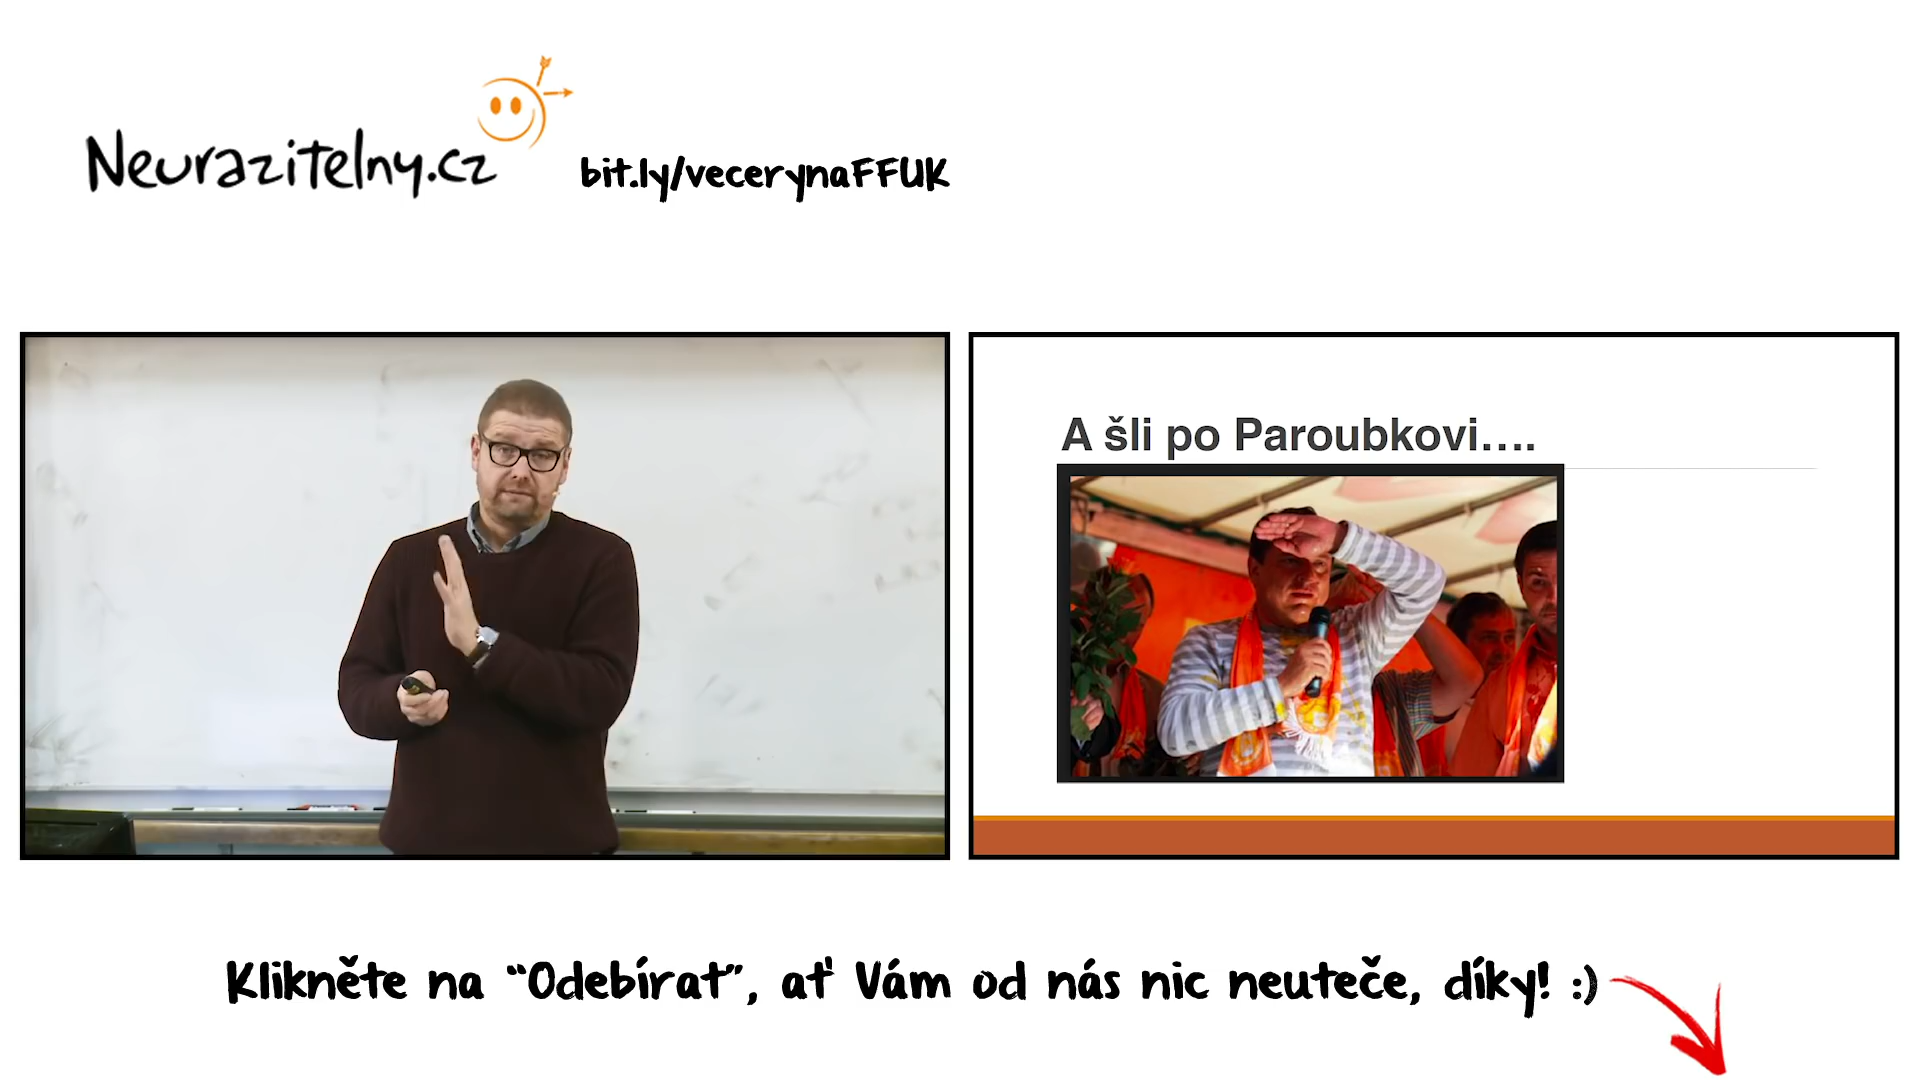 Neurazitelny.cz
bit.ly/vecerynaFFUK
A šli po Paroubkovi....
Klikněte na “Odebírat”, ať Vám od nás nic neuteče, díky! :)